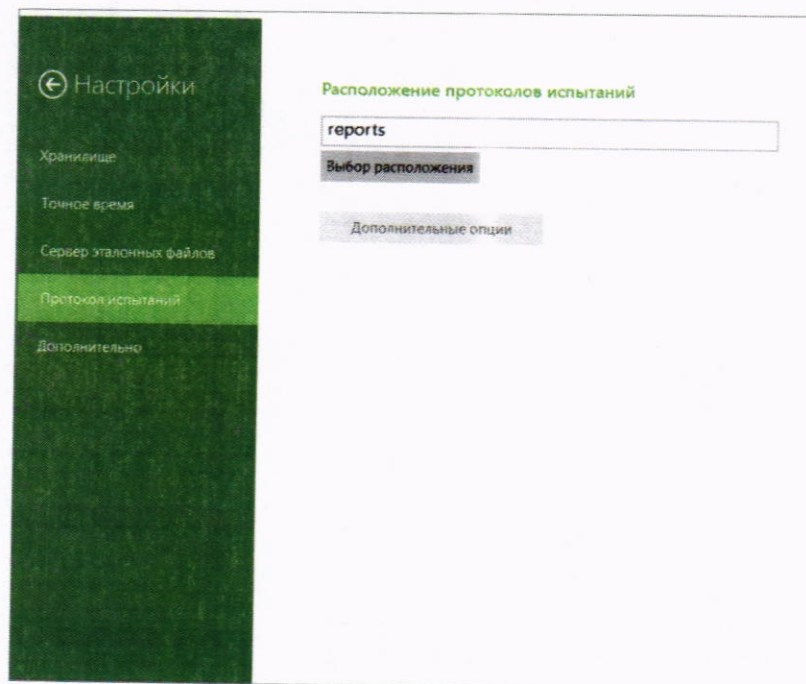 Настройки
Хранилище
Точное время
Сервер эталонных файлов
Протокол испытаний
Дополнительно
Расположение протоколов испытаний
reports
Выбор расположения
Дополнительные опции